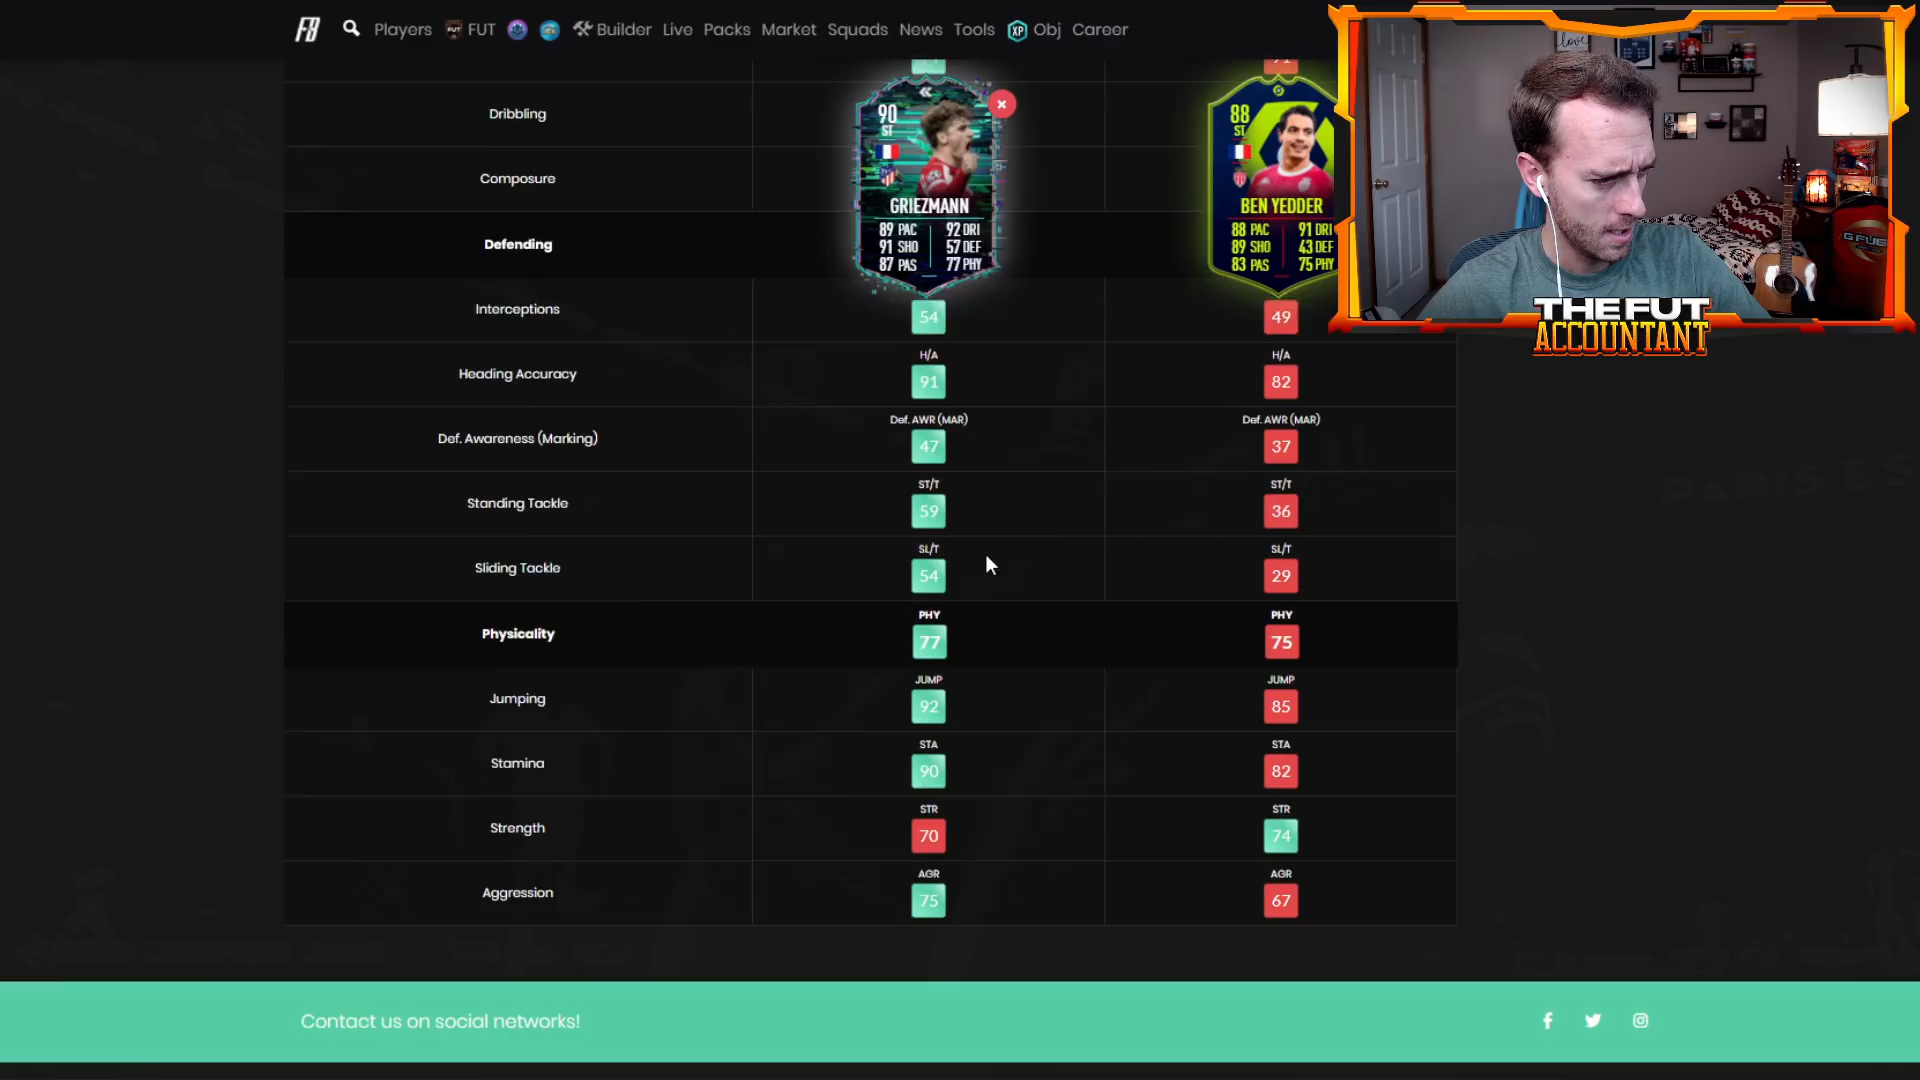 F8 Players FUT Builder Live Packs Market Squads News Tools XP Obj Career
Dribbling
Composure
Defending
90
ST
GRIEZMANN
89 PAC 92 DRI
91 SHO 57 DEF
87 PAS 77 PHY
88
ST
BEN YEDDER
88 PAC 91 DRI
89 SHO 43 DEF
83 PAS 75 PHY
love
G FUEL
THE FUT
ACCOUNTANT
Interceptions 54 49
H/A H/A
Heading Accuracy 91 82
Def. AWR (MAR) Def. AWR (MAR)
Def. Awareness (Marking) 47 37
ST/T ST/T
Standing Tackle 59 36
SL/T SL/T
Sliding Tackle 54 29
PHY PHY
Physicality 77 75
JUMP JUMP
Jumping 92 85
STA STA
Stamina 90 82
STR STR
Strength 70 74
AGR AGR
Aggression 75 67
Contact us on social networks!